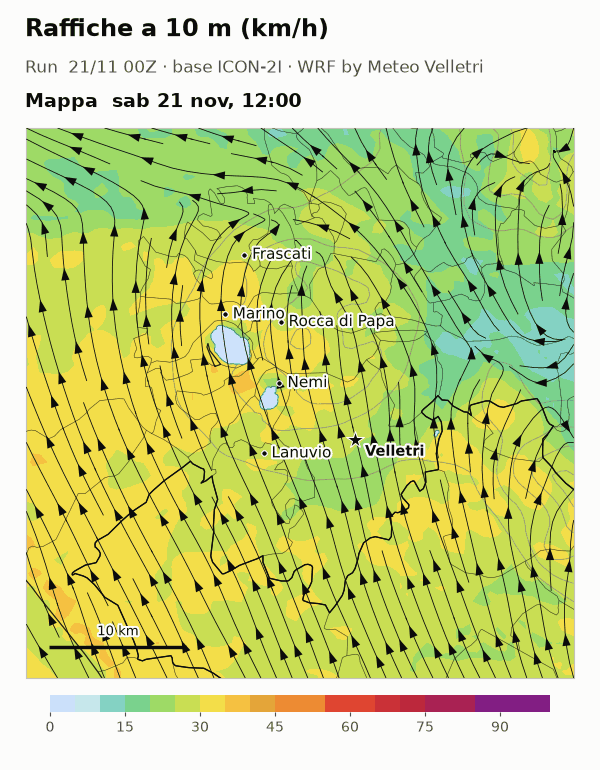 Raffiche a 10 m (km/h)
Run  21/11 00Z · base ICON-2I · WRF by Meteo Velletri
Mappa  sab 21 nov, 12:00
Frascati
Marino
Rocca di Papa
Nemi
Velletri
Lanuvio
10 km
0 15 30 45 60 75 90